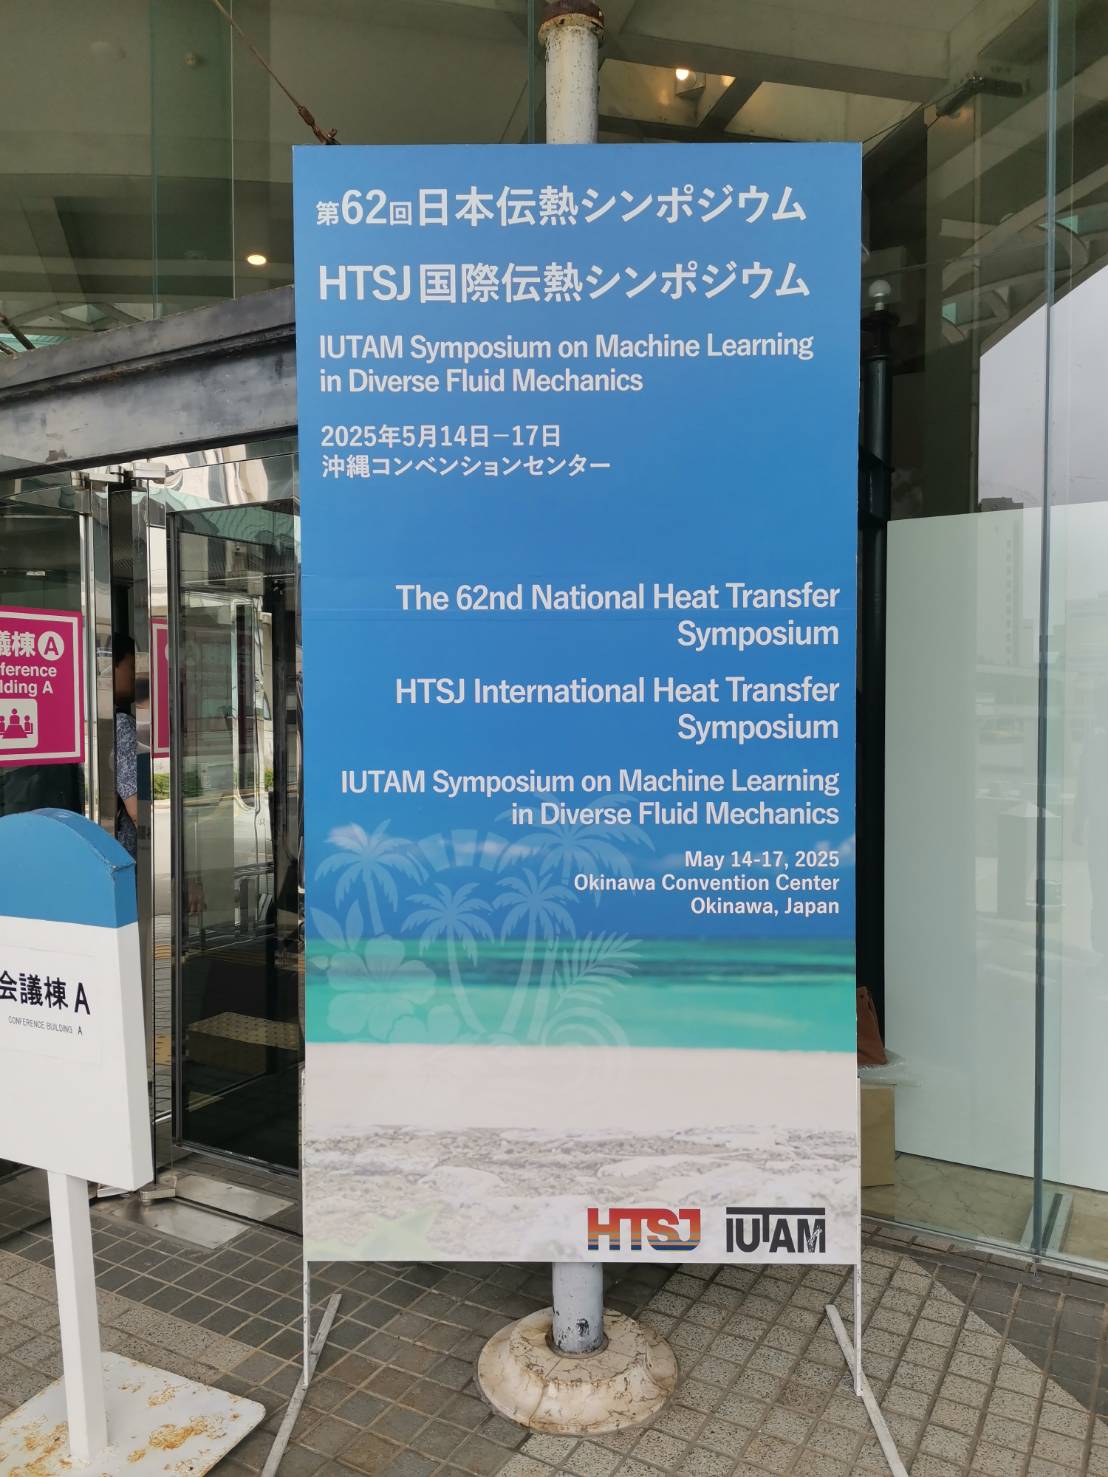 第62回日本伝熱シンポジウム
HTSJ国際伝熱シンポジウム
IUTAM Symposium on Machine Learning
in Diverse Fluid Mechanics
2025年5月14日−17日
沖縄コンベンションセンター
The 62nd National Heat Transfer
Symposium
HTSJ International Heat Transfer
Symposium
IUTAM Symposium on Machine Learning
in Diverse Fluid Mechanics
May 14-17, 2025
Okinawa Convention Center
Okinawa, Japan
HTSJ IUTAM
議棟A
ference
lding A
会議棟 A
CONFERENCE BUILDING A